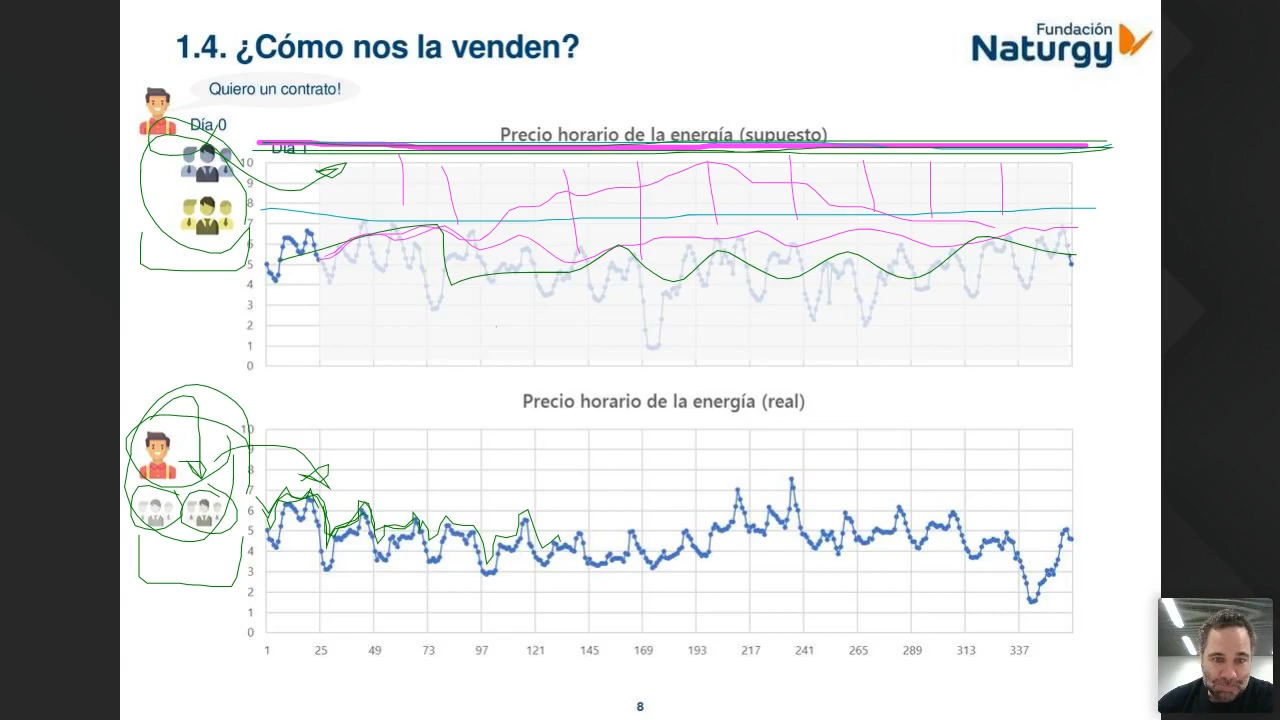 1.4. ¿Cómo nos la venden?
Fundación
Naturgy
Quiero un contrato!
Día 0
Precio horario de la energía (supuesto)
Día 1
10
9
8
7
6
5
4
3
2
1
0
Precio horario de la energía (real)
10
9
8
7
6
5
4
3
2
1
0
1 25 49 73 97 121 145 169 193 217 241 265 289 313 337
8